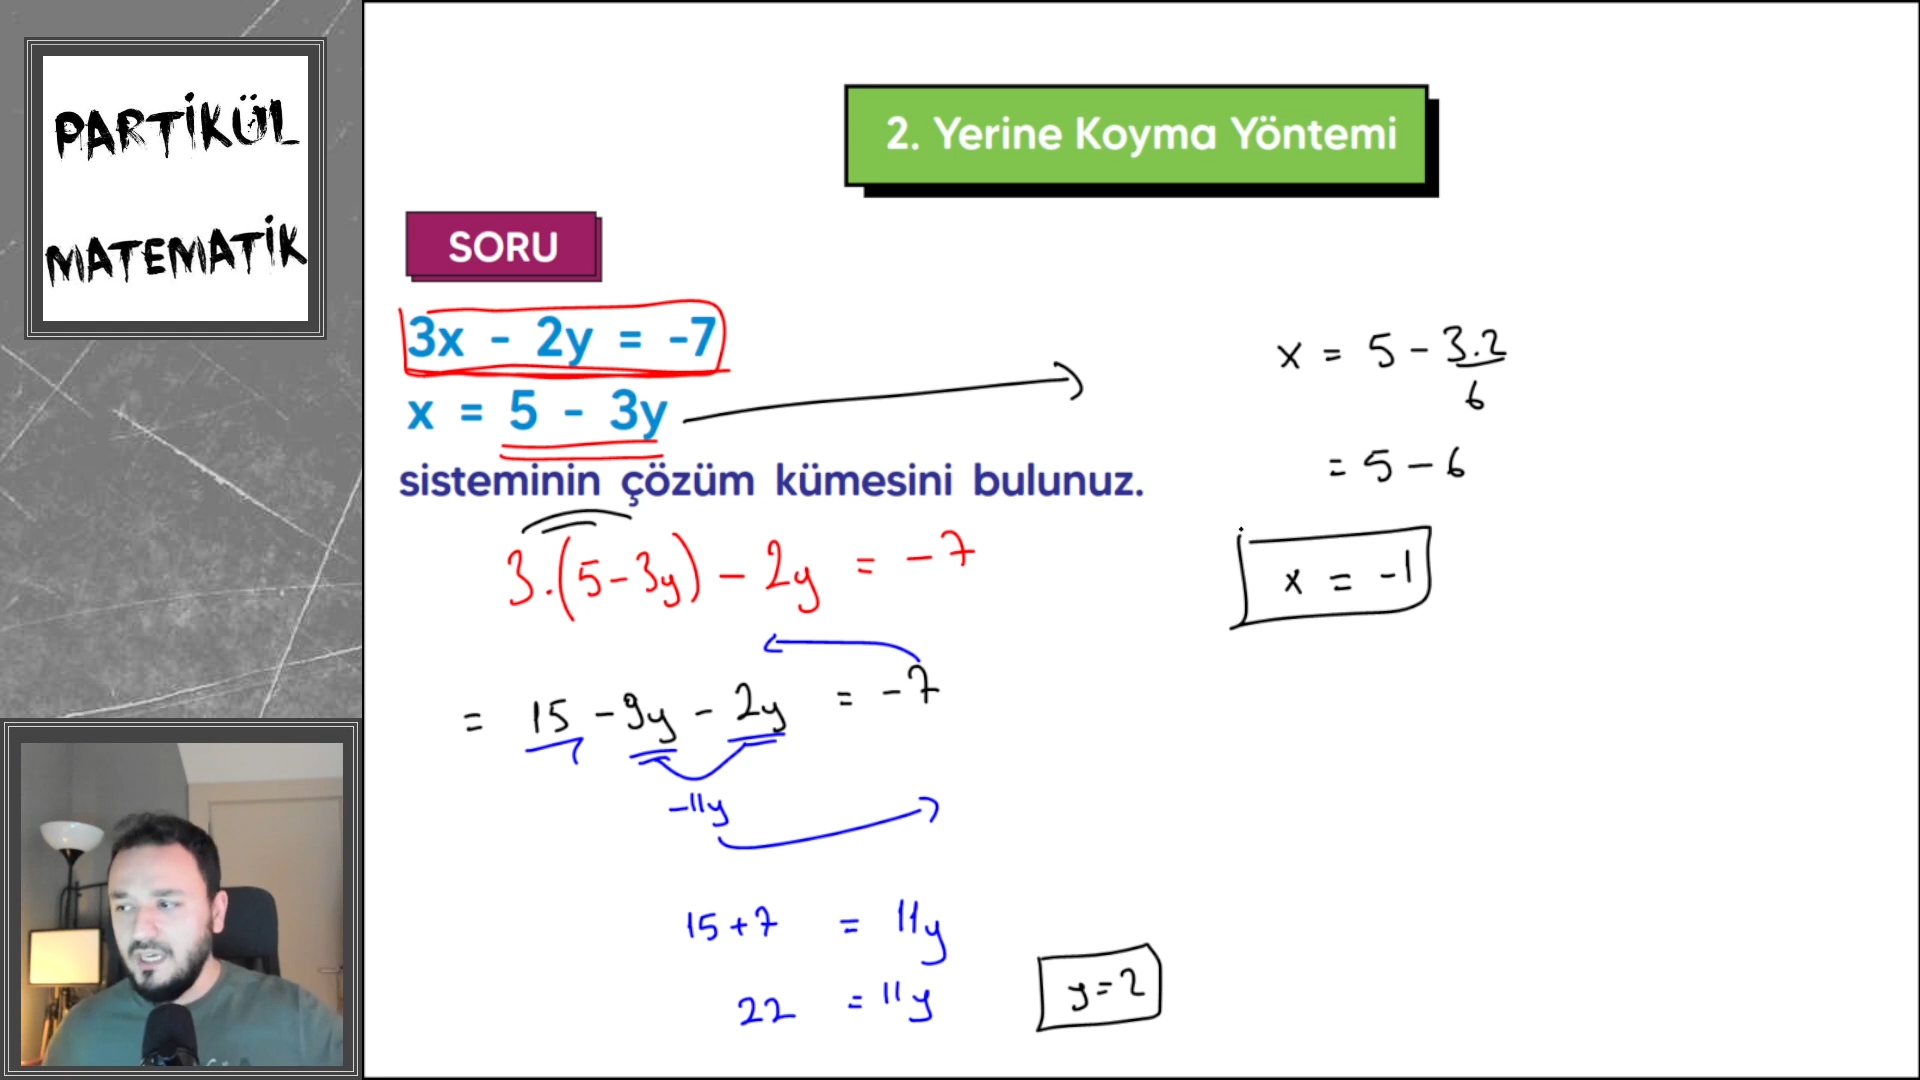 PARTİKÜL
MATEMATİK
2. Yerine Koyma Yöntemi
SORU
3x - 2y = -7
x = 5 - 3y
sisteminin çözüm kümesini bulunuz.
3.(5-3y) - 2y = -7
= 15 - 9y - 2y = -7
-11y
15+7 = 11y
22 = 11y
y=2
x = 5 - 3.2
6
= 5 - 6
x = -1